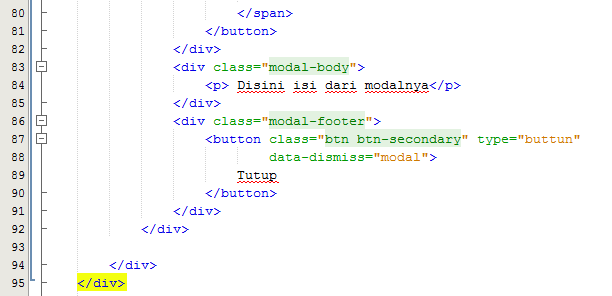 80 </span>
81 </button>
82 </div>
83 <div class="modal-body">
84 <p> Disini isi dari modalnya</p>
85 </div>
86 <div class="modal-footer">
87 <button class="btn btn-secondary" type="buttun"
88 data-dismiss="modal">
89 Tutup
90 </button>
91 </div>
92 </div>
93
94 </div>
95 </div>